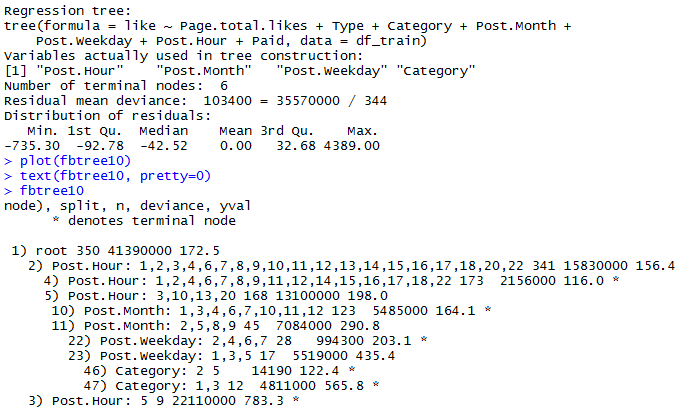 Regression tree:
tree(formula = like ~ Page.total.likes + Type + Category + Post.Month +
    Post.Weekday + Post.Hour + Paid, data = df_train)
Variables actually used in tree construction:
[1] "Post.Hour"    "Post.Month"   "Post.Weekday" "Category"
Number of terminal nodes:  6
Residual mean deviance:  103400 = 35570000 / 344
Distribution of residuals:
   Min. 1st Qu.  Median    Mean 3rd Qu.    Max.
-735.30  -92.78  -42.52    0.00   32.68 4389.00
> plot(fbtree10)
> text(fbtree10, pretty=0)
> fbtree10
node), split, n, deviance, yval
      * denotes terminal node

 1) root 350 41390000 172.5
   2) Post.Hour: 1,2,3,4,6,7,8,9,10,11,12,13,14,15,16,17,18,20,22 341 15830000 156.4
     4) Post.Hour: 1,2,4,6,7,8,9,11,12,14,15,16,17,18,22 173  2156000 116.0 *
     5) Post.Hour: 3,10,13,20 168 13100000 198.0
      10) Post.Month: 1,3,4,6,7,10,11,12 123  5485000 164.1 *
      11) Post.Month: 2,5,8,9 45  7084000 290.8
        22) Post.Weekday: 2,4,6,7 28   994300 203.1 *
        23) Post.Weekday: 1,3,5 17  5519000 435.4
          46) Category: 2 5    14190 122.4 *
          47) Category: 1,3 12  4811000 565.8 *
   3) Post.Hour: 5 9 22110000 783.3 *